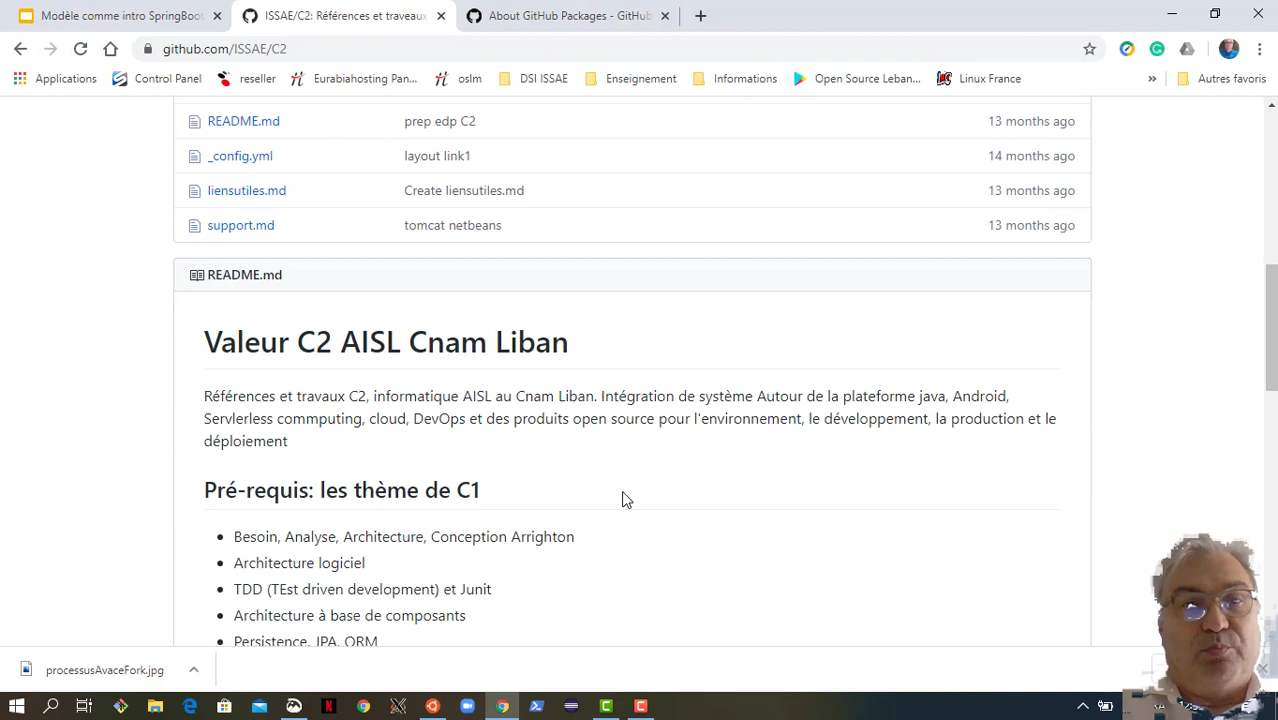 Modèle comme intro SpringBoot
ISSAE/C2: Références et traveaux
About GitHub Packages - GitHub
github.com/ISSAE/C2
Applications
Control Panel
reseller
Eurabiahosting Pan...
oslm
DSI ISSAE
Enseignement
Informations
Open Source Leban...
Linux France
»
Autres favoris
README.md prep edp C2 13 months ago
_config.yml layout link1 14 months ago
liensutiles.md Create liensutiles.md 13 months ago
support.md tomcat netbeans 13 months ago
README.md
Valeur C2 AISL Cnam Liban
Références et travaux C2, informatique AISL au Cnam Liban. Intégration de système Autour de la plateforme java, Android,
Servlerless commputing, cloud, DevOps et des produits open source pour l'environnement, le développement, la production et le
déploiement
Pré-requis: les thème de C1
Besoin, Analyse, Architecture, Conception Arrighton
Architecture logiciel
TDD (TEst driven development) et Junit
Architecture à base de composants
Persistence, JPA, ORM
processusAvaceFork.jpg